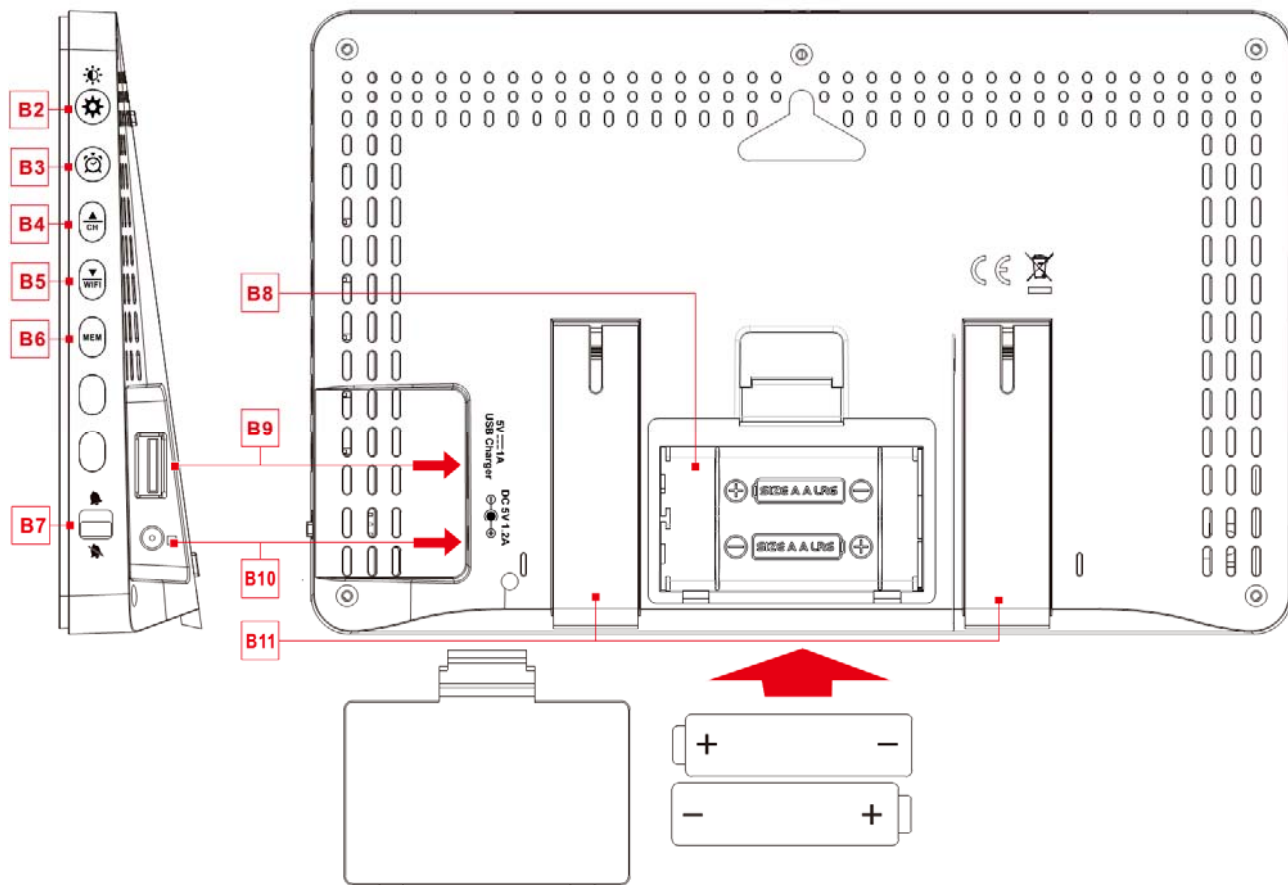 B2
B3
CH
B4
WIFI
B5
MEM
B6
B7
B8
B9
B10
B11
5V 1A
USB Charger
DC 5V 1.2A
CE
+ SIZE A A LR6 −
− SIZE A A LR6 +
+ −
− +